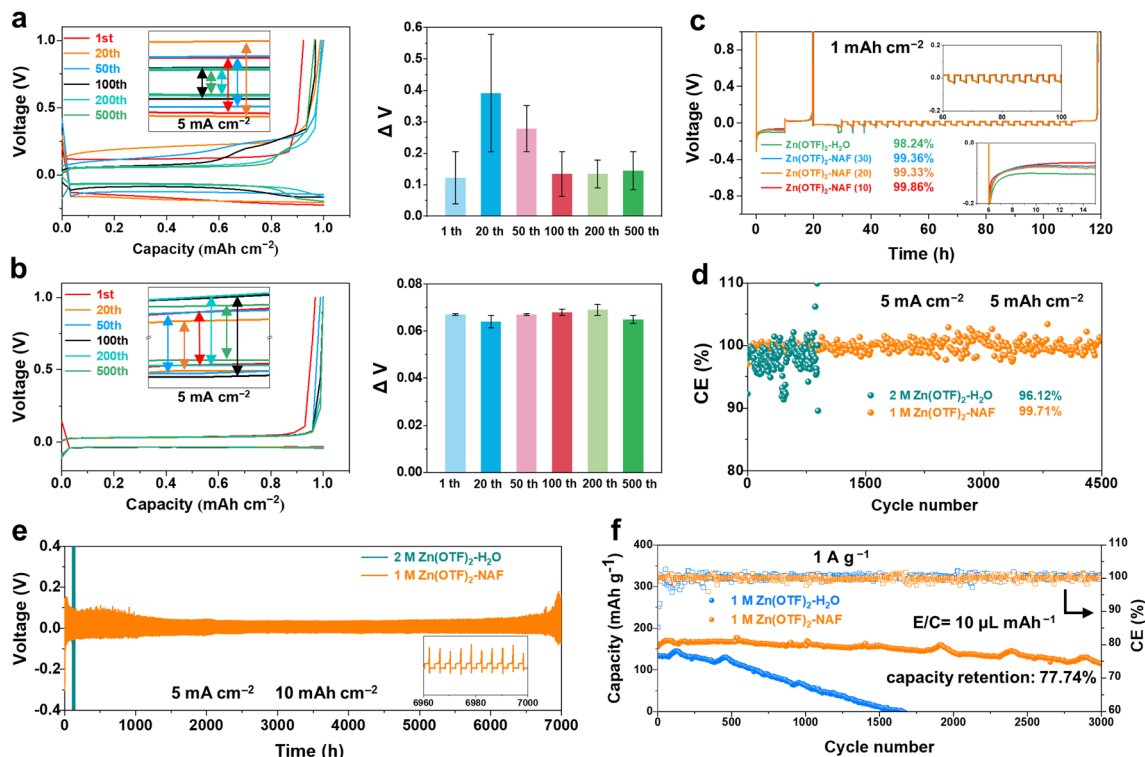 a
1.0
0.5
0.0
Voltage (V)
0.0
0.2
0.4
0.6
0.8
1.0
Capacity (mAh cm⁻²)
1st
20th
50th
100th
200th
500th
5 mA cm⁻²
0.6
0.5
0.4
0.3
0.2
0.1
0.0
Δ V
1 th
20 th
50 th
100 th
200 th
500 th
c
1 mAh cm⁻²
0.8
0.4
0.0
-0.4
-0.8
Voltage (V)
0
20
40
60
80
100
120
Time (h)
Zn(OTF)₂-H₂O 98.24%
Zn(OTF)₂-NAF (30) 99.36%
Zn(OTF)₂-NAF (20) 99.33%
Zn(OTF)₂-NAF (10) 99.86%
0.2
0.0
-0.2
60
80
100
0.0
-0.2
6
8
10
12
14
b
1.0
0.5
0.0
Voltage (V)
0.0
0.2
0.4
0.6
0.8
1.0
Capacity (mAh cm⁻²)
1st
20th
50th
100th
200th
500th
5 mA cm⁻²
0.08
0.06
0.04
0.02
0.00
Δ V
1 th
20 th
50 th
100 th
200 th
500 th
d
110
100
90
80
CE (%)
5 mA cm⁻² 5 mAh cm⁻²
2 M Zn(OTF)₂-H₂O 96.12%
1 M Zn(OTF)₂-NAF 99.71%
0
1500
3000
4500
Cycle number
e
0.4
0.2
0.0
-0.2
-0.4
Voltage (V)
2 M Zn(OTF)₂-H₂O
1 M Zn(OTF)₂-NAF
5 mA cm⁻² 10 mAh cm⁻²
6960
6980
7000
0
1000
2000
3000
4000
5000
6000
7000
Time (h)
f
400
300
200
100
0
Capacity (mAh g⁻¹)
1 A g⁻¹
1 M Zn(OTF)₂-H₂O
1 M Zn(OTF)₂-NAF
E/C= 10 μL mAh⁻¹
capacity retention: 77.74%
110
100
90
80
70
60
CE (%)
0
500
1000
1500
2000
2500
3000
Cycle number